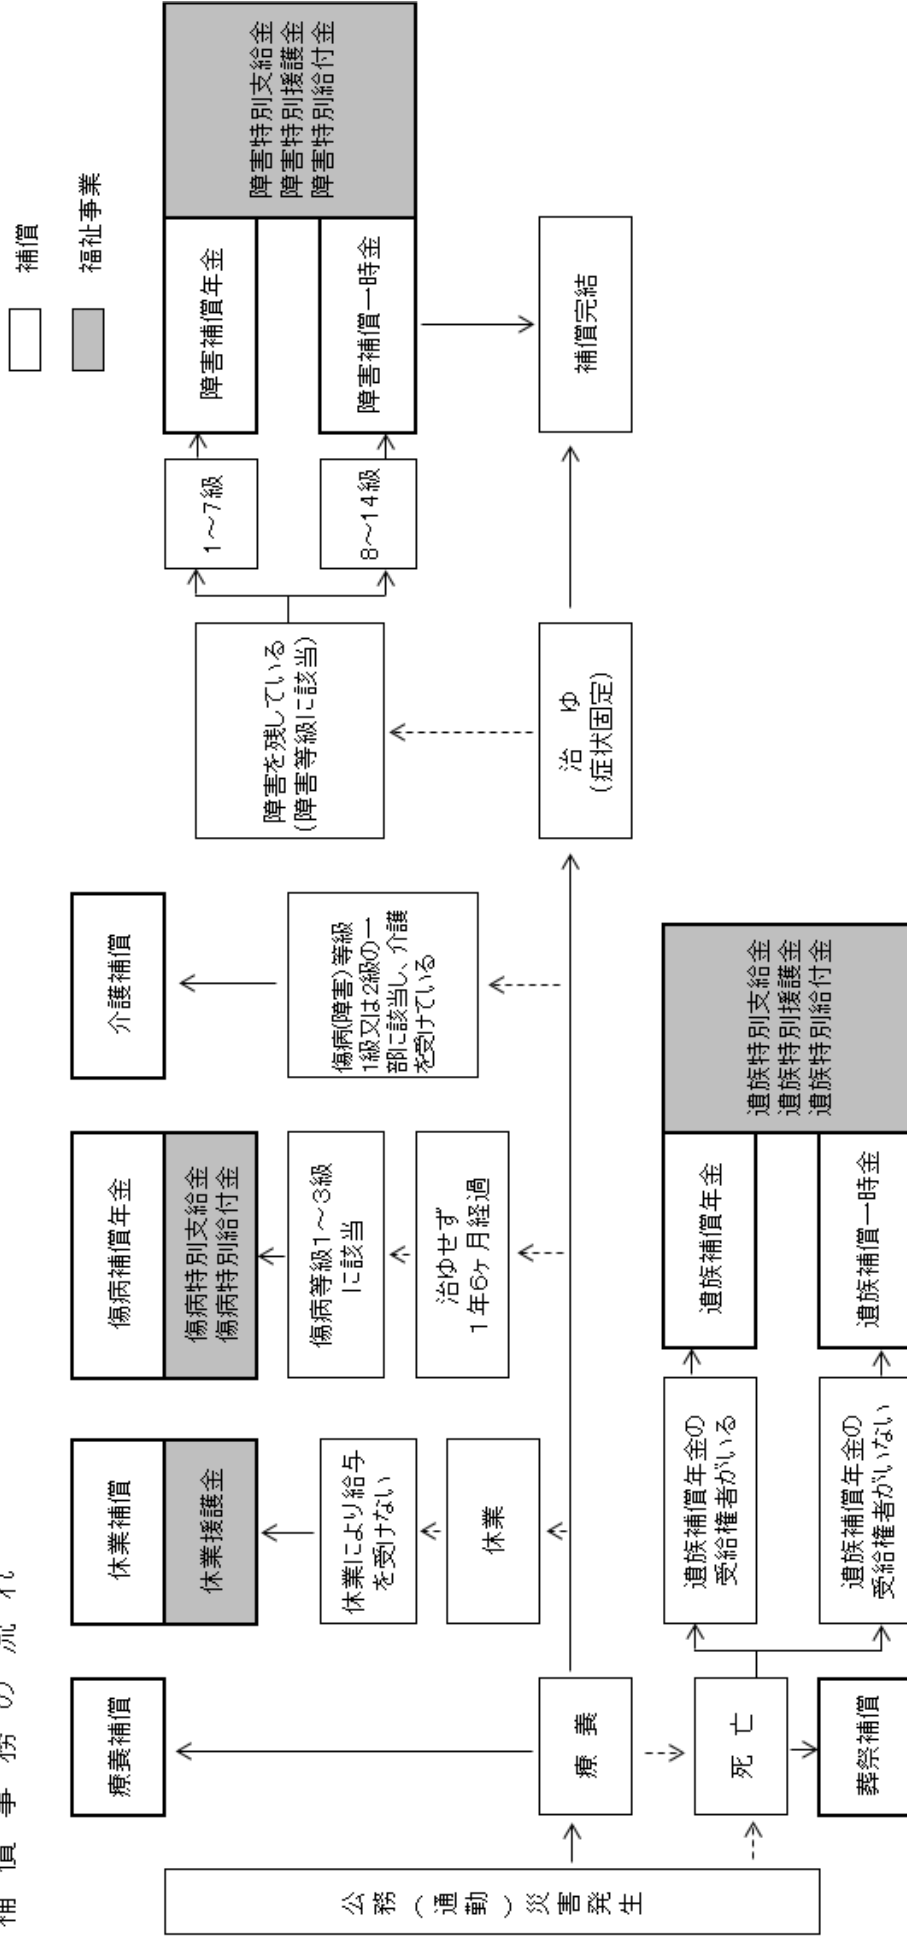 補償事務の流れ
補償
福祉事業
療養補償
休業補償
休業援護金
傷病補償年金
傷病特別支給金
傷病特別給付金
介護補償
休業により給与
を受けない
休業
傷病等級1～3級
に該当
治ゆせず
1年6ヶ月経過
傷病(障害)等級
1級又は2級の一
部に該当し、介護
を受けている
障害を残している
(障害等級に該当)
1～7級
8～14級
障害補償年金
障害補償一時金
障害特別支給金
障害特別援護金
障害特別給付金
公務(通勤)災害発生
療養
治ゆ
(症状固定)
補償完結
死亡
葬祭補償
遺族補償年金の
受給権者がいる
遺族補償年金の
受給権者がいない
遺族補償年金
遺族補償一時金
遺族特別支給金
遺族特別援護金
遺族特別給付金